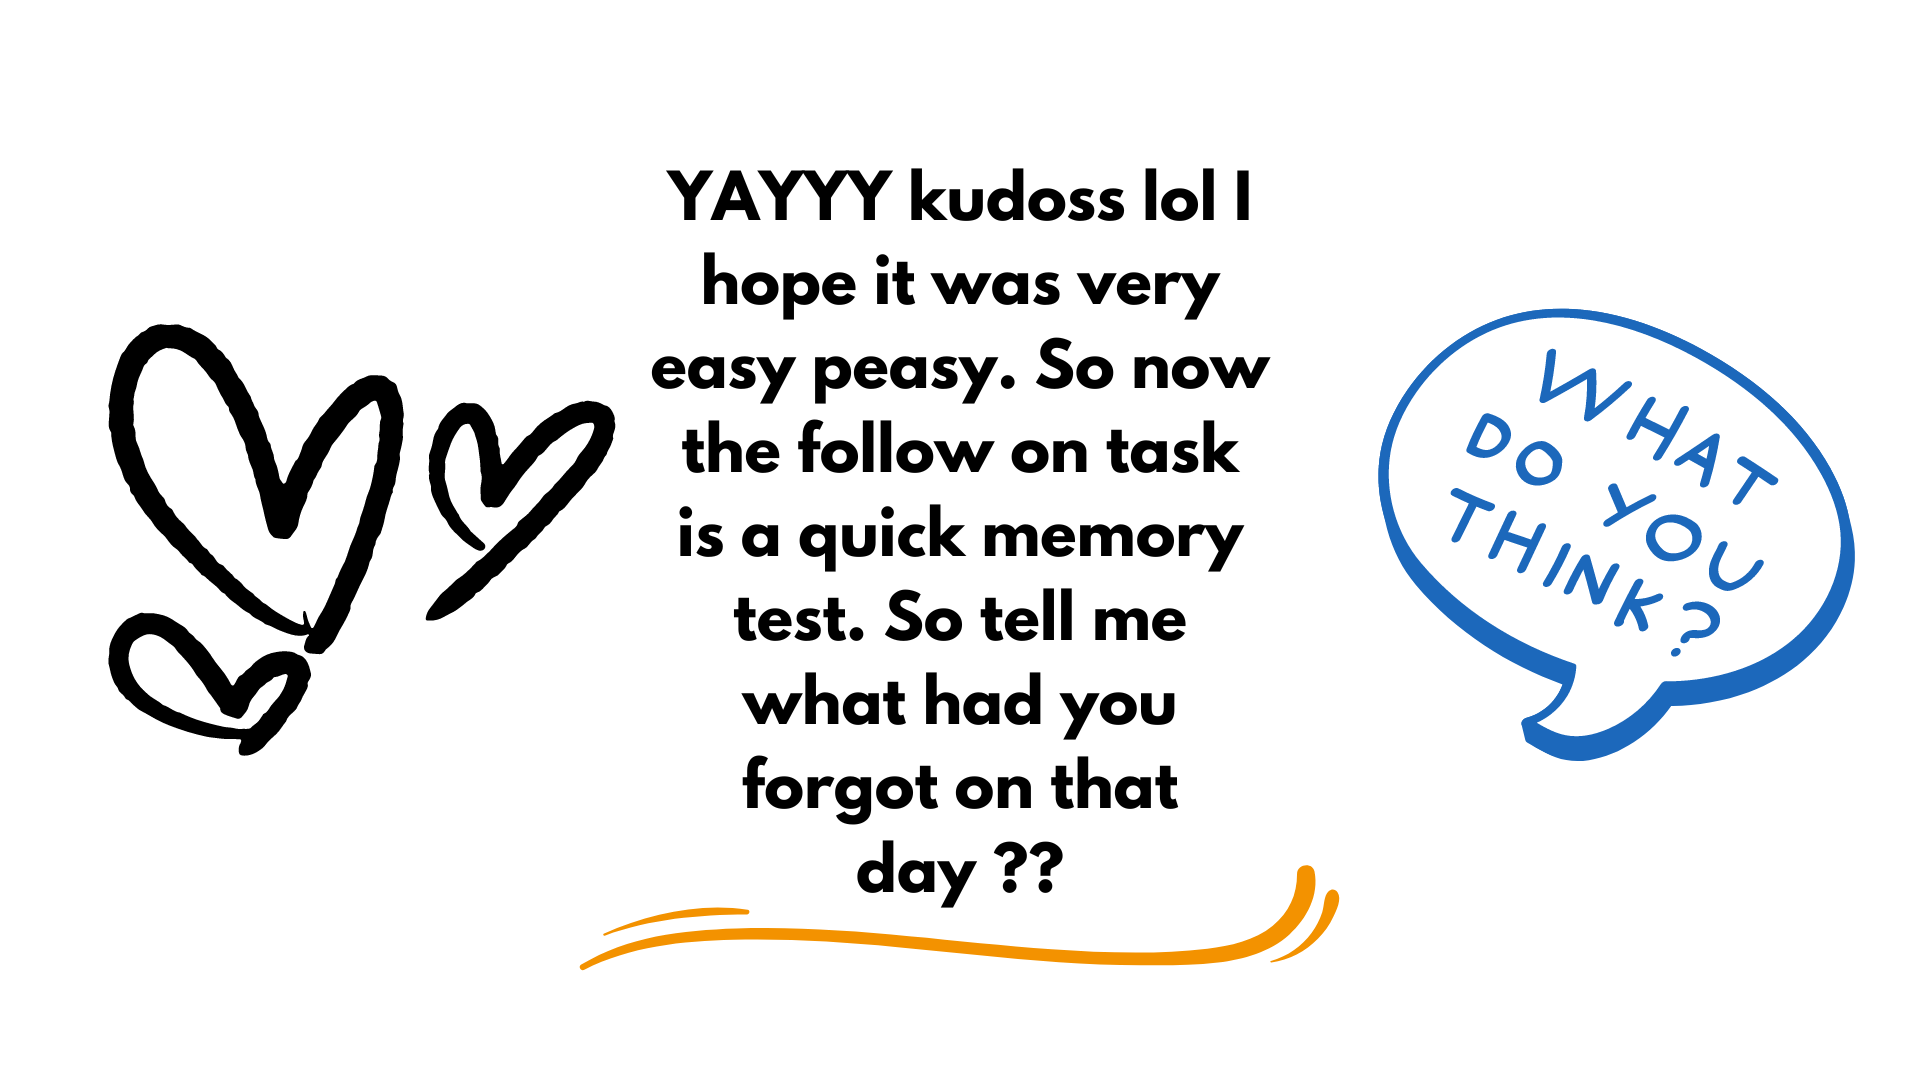 YAYYY kudoss lol I
hope it was very
easy peasy. So now
the follow on task
is a quick memory
test. So tell me
what had you
forgot on that
day ??
WHAT
DO YOU
THINK?